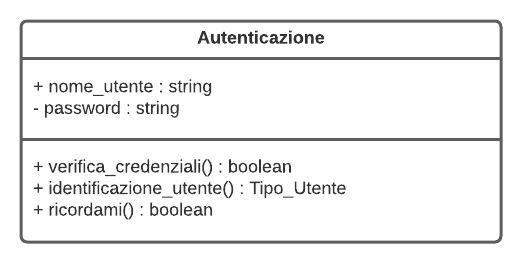 Autenticazione
+ nome_utente : string
- password : string
+ verifica_credenziali() : boolean
+ identificazione_utente() : Tipo_Utente
+ ricordami() : boolean